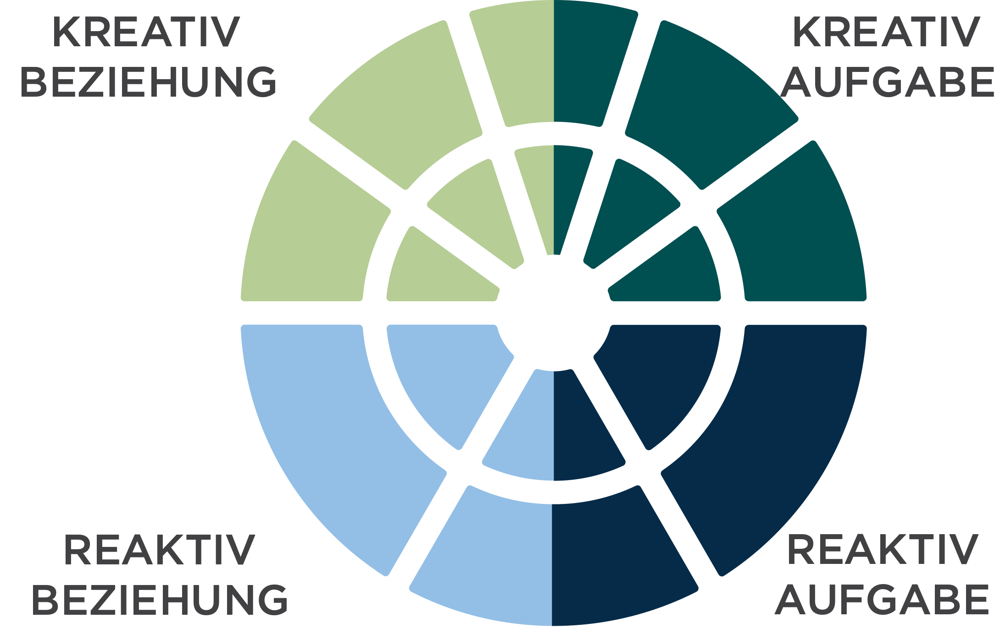 KREATIV
BEZIEHUNG
KREATIV
AUFGABE
REAKTIV
BEZIEHUNG
REAKTIV
AUFGABE